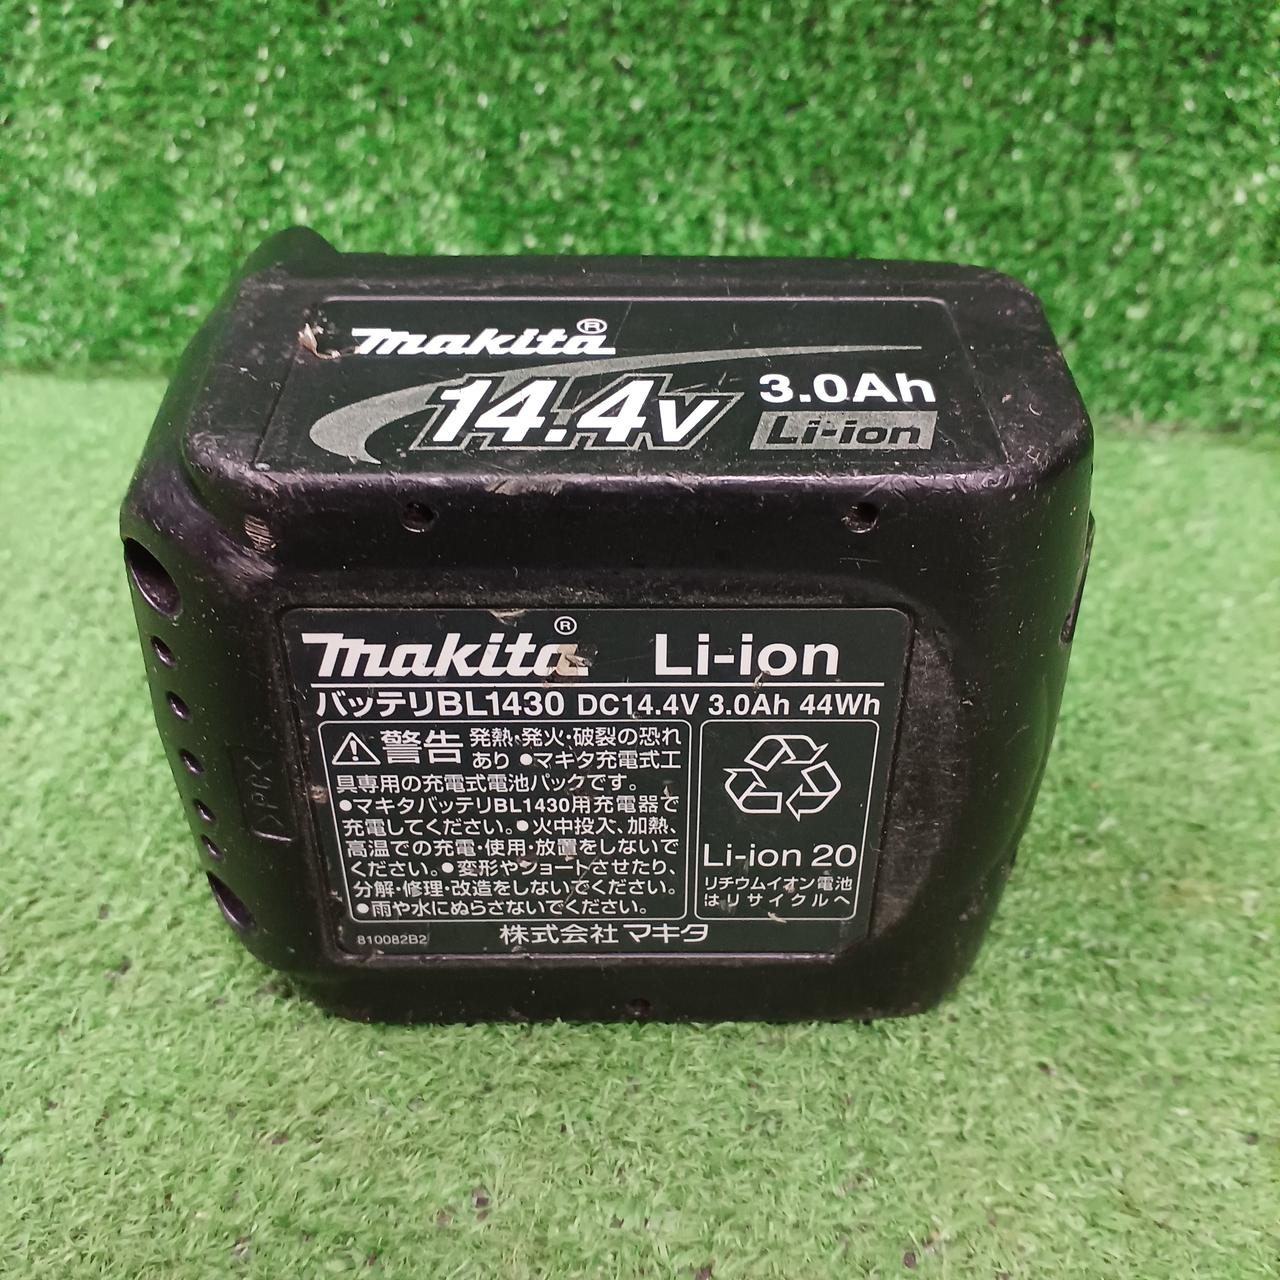 makita®
14.4V 3.0Ah
Li-ion
makita® Li-ion
バッテリBL1430 DC14.4V 3.0Ah 44Wh
警告 発熱・発火・破裂の恐れ
あり ●マキタ充電式工
具専用の充電式電池パックです。
●マキタバッテリBL1430用充電器で
充電してください。●火中投入、加熱、
高温での充電・使用・放置をしないで
ください。●変形やショートさせたり、
分解・修理・改造をしないでください。
●雨や水にぬらさないでください。
Li-ion 20
リチウムイオン電池
はリサイクルへ
810082B2
株式会社マキタ
>PC<